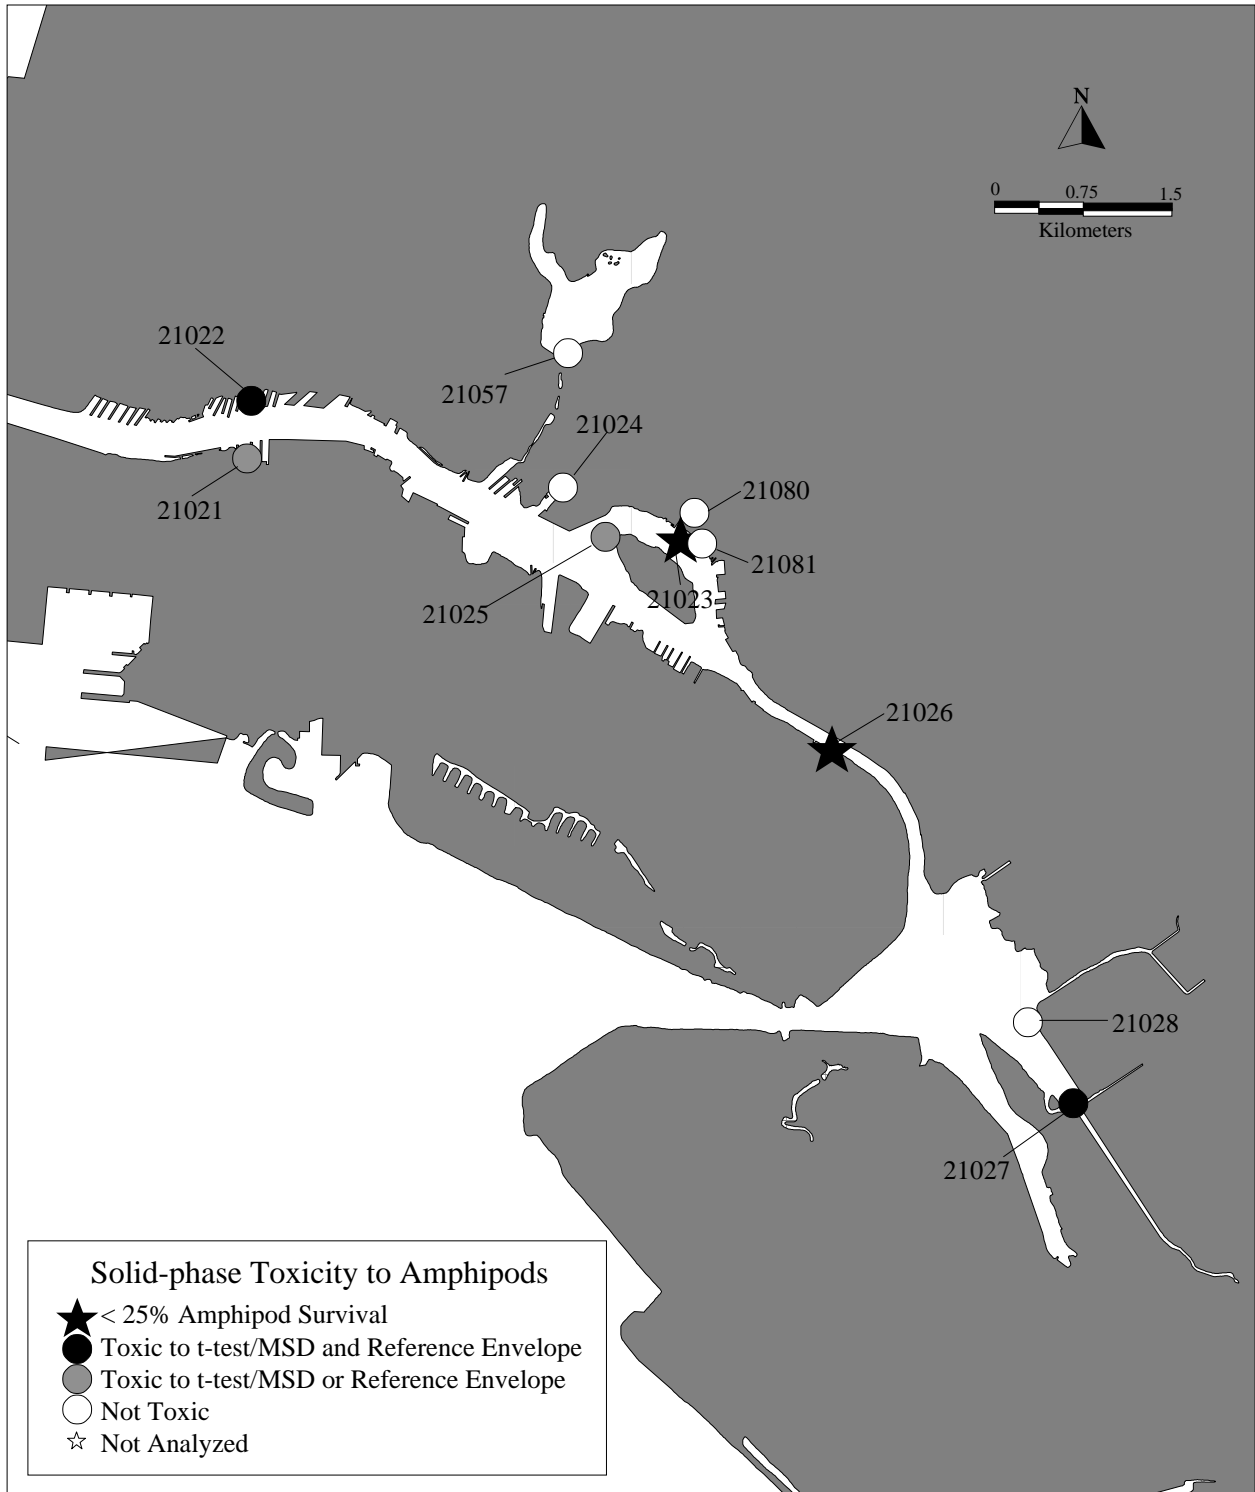 N
0 0.75 1.5
Kilometers
21022
21057
21024
21080
21021
21081
21025
21023
21026
21028
21027
Solid-phase Toxicity to Amphipods
< 25% Amphipod Survival
Toxic to t-test/MSD and Reference Envelope
Toxic to t-test/MSD or Reference Envelope
Not Toxic
Not Analyzed